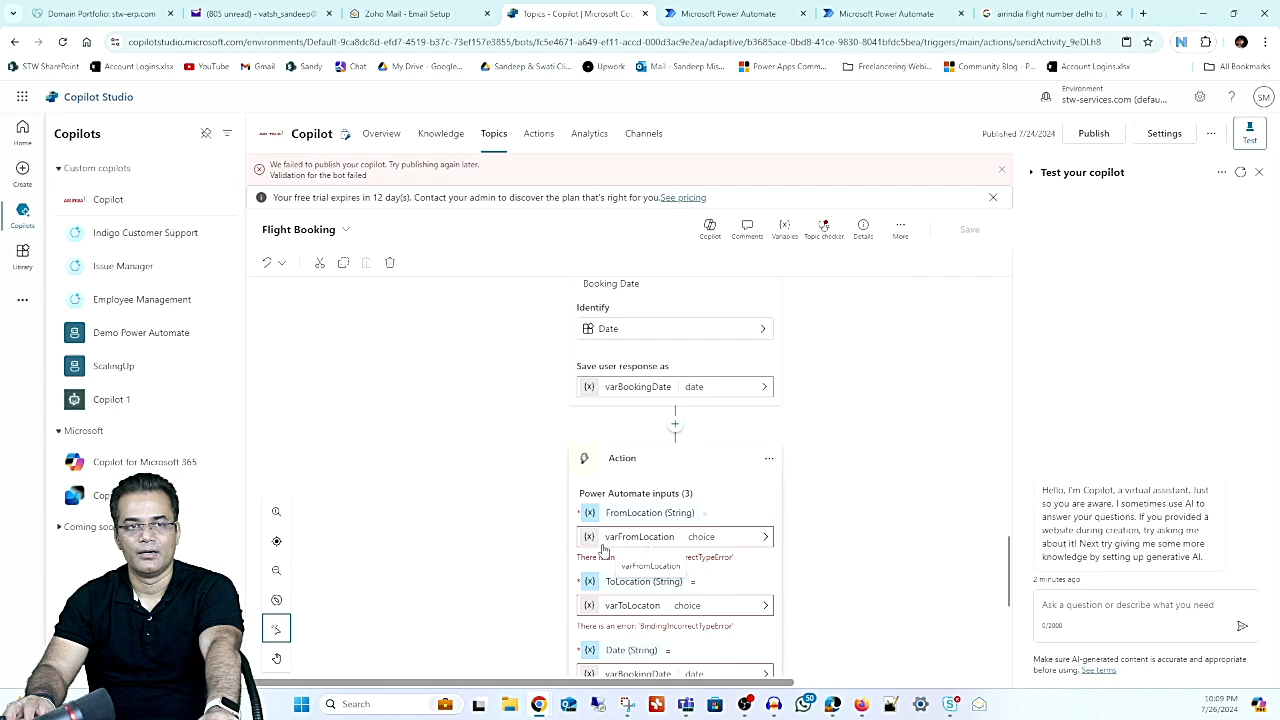 Domain Portfolio: stw-erp.com
(805 unread) - vatsh_sandeep@
Zoho Mail - Email Setup
Topics - Copilot | Microsoft Co
Microsoft Power Automate
Microsoft Power Automate
airindia flight number delhi to
copilotstudio.microsoft.com/environments/Default-9ca8dc8d-efd7-4519-b37c-73ef157e3855/bots/fc5e4671-a649-ef11-accd-000d3ac9e2ea/adaptive/b3685ace-0bd8-41ce-9830-8041bfdc5bea/triggers/main/actions/sendActivity_9eDLh8
STW SharePoint
Account Logins.xlsx
YouTube
Gmail
Sandy
Chat
My Drive - Google...
Sandeep & Swati Cli...
Upwork
Mail - Sandeep Mis...
Power Apps Comm...
Freelancering Webi...
Community Blog - P...
Account Logins.xlsx
All Bookmarks
Copilot Studio
Environment
stw-services.com (defau...
SM
Home
Create
Copilots
Library
Copilots
Custom copilots
AIR INDIA
Copilot
Indigo Customer Support
Issue Manager
Employee Management
Demo Power Automate
ScalingUp
Copilot 1
Microsoft
Copilot for Microsoft 365
Cop
Coming soo
Copilot
Overview
Knowledge
Topics
Actions
Analytics
Channels
Published 7/24/2024
Publish
Settings
...
Test
We failed to publish your copilot. Try publishing again later.
Validation for the bot failed
Your free trial expires in 12 day(s). Contact your admin to discover the plan that's right for you.See pricing
Flight Booking
Copilot
Comments
Variables
Topic checker
Details
More
Save
Booking Date
Identify
Date
Save user response as
{x} varBookingDate date
Action
Power Automate inputs (3)
* {x} FromLocation (String) =
{x} varFromLocation choice
There is an rrectTypeError'
varFromLocation
* {x} ToLocation (String) =
{x} varToLocaton choice
There is an error: 'BindingIncorrectTypeError'
* {x} Date (String) =
{x} varBookingDate date
Test your copilot
Hello, I'm Copilot, a virtual assistant. Just
so you are aware, I sometimes use AI to
answer your questions. If you provided a
website during creation, try asking me
about it! Next try giving me some more
knowledge by setting up generative AI.
2 minutes ago
Ask a question or describe what you need
0/2000
Make sure AI-generated content is accurate and appropriate
before using. See terms
Search
50
10:09 PM
7/26/2024